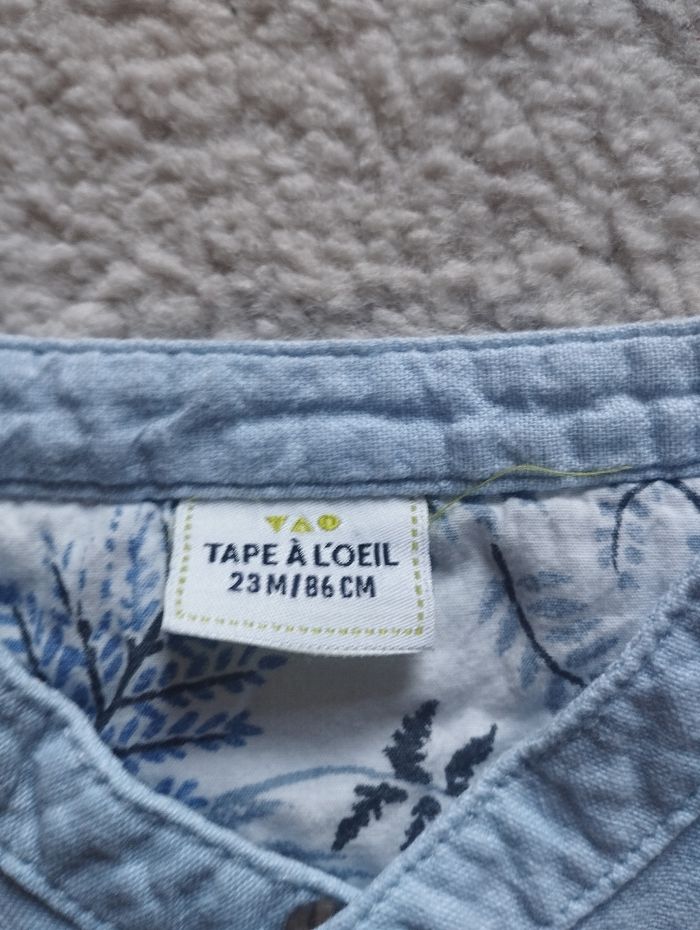 TAO
TAPE À L'OEIL
23M/86CM